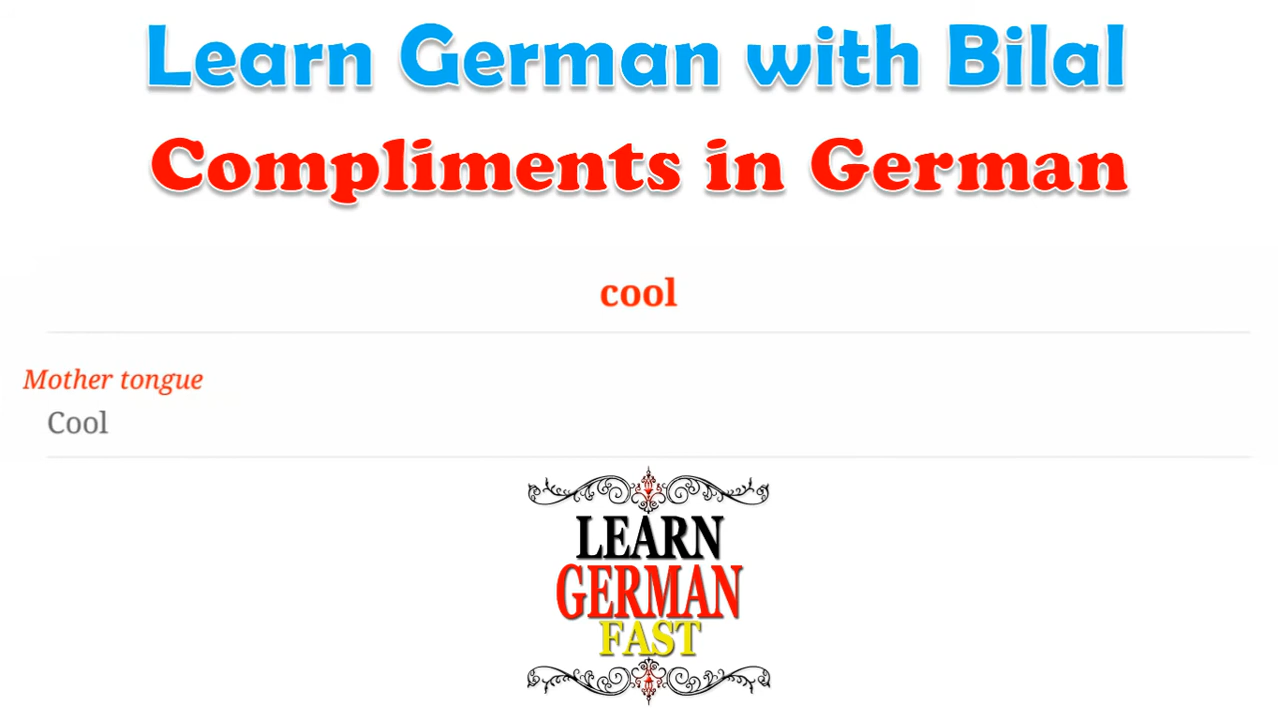 Learn German with Bilal
Compliments in German
cool
Mother tongue
Cool
LEARN
GERMAN
FAST